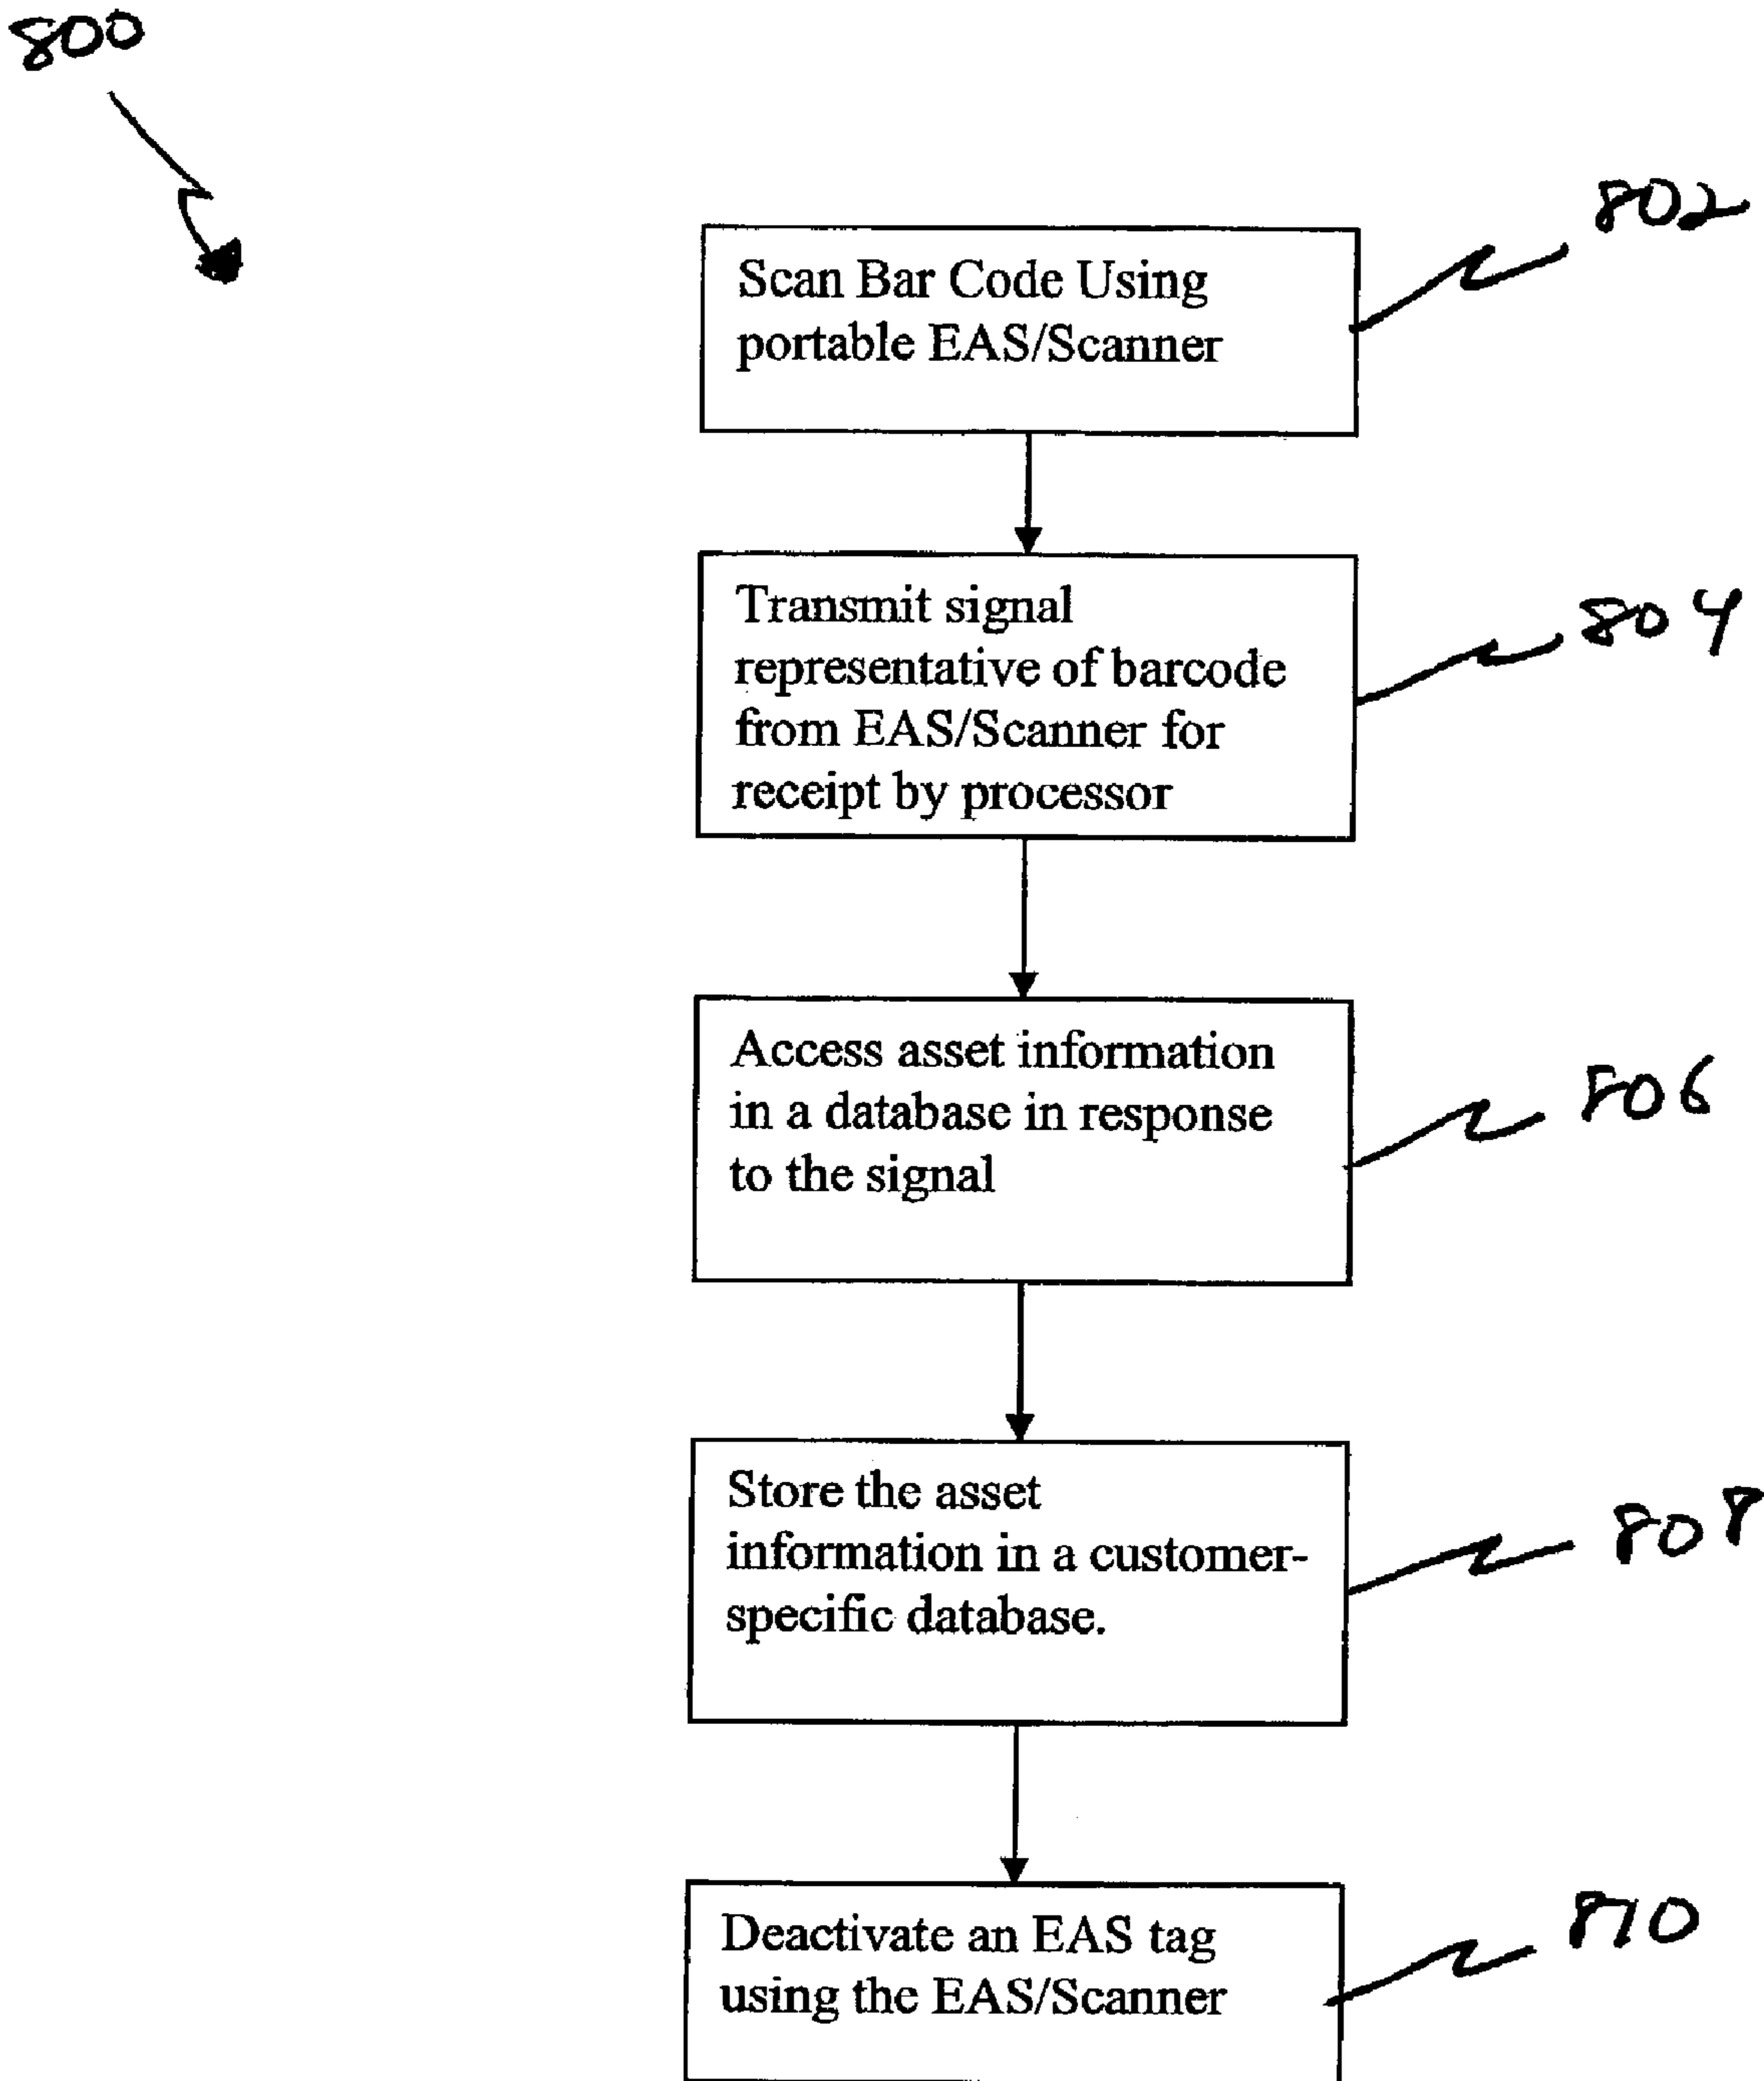 800
802
Scan Bar Code Using
portable EAS/Scanner
804
Transmit signal
representative of barcode
from EAS/Scanner for
receipt by processor
806
Access asset information
in a database in response
to the signal
808
Store the asset
information in a customer-
specific database.
810
Deactivate an EAS tag
using the EAS/Scanner